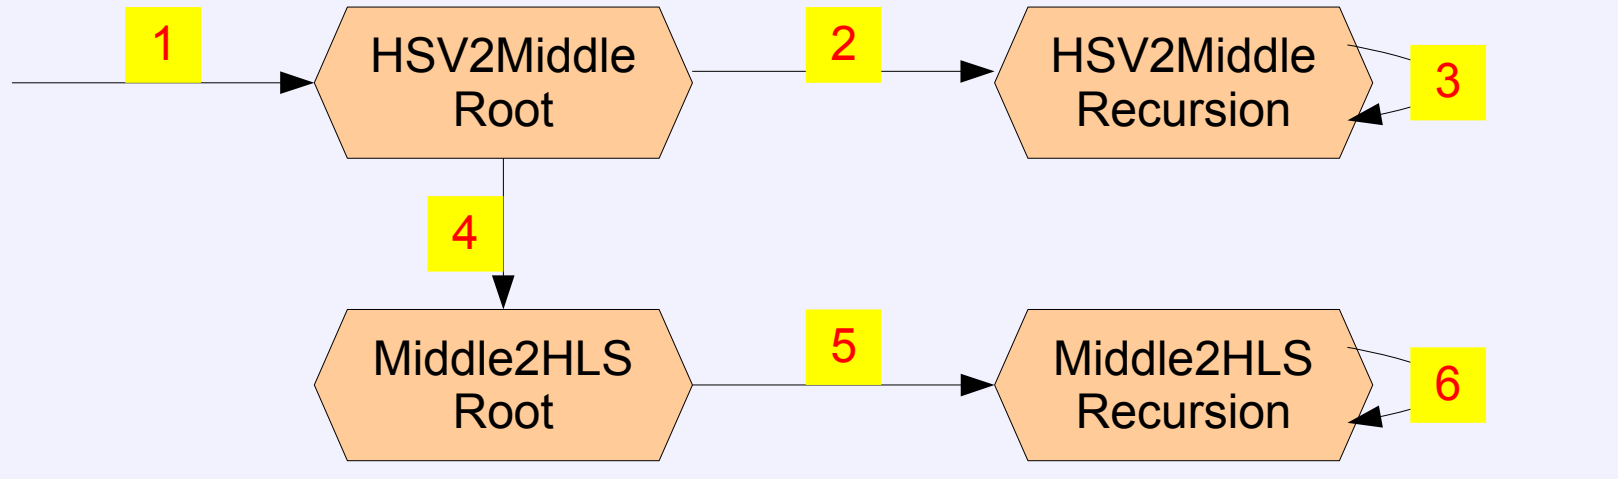 1
HSV2Middle
Root
2
HSV2Middle
Recursion
3
4
Middle2HLS
Root
5
Middle2HLS
Recursion
6